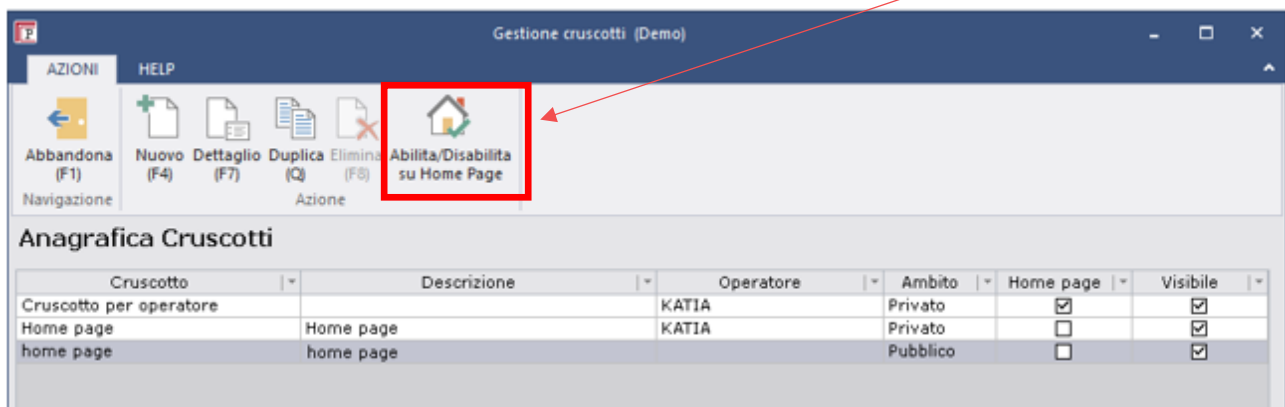 Gestione cruscotti (Demo)
AZIONI HELP
Abbandona (F1)
Nuovo (F4)
Dettaglio (F7)
Duplica (Q)
Elimina (F8)
Abilita/Disabilita su Home Page
Navigazione Azione
Anagrafica Cruscotti
Cruscotto Descrizione Operatore Ambito Home page Visibile
Cruscotto per operatore KATIA Privato
Home page Home page KATIA Privato
home page home page Pubblico